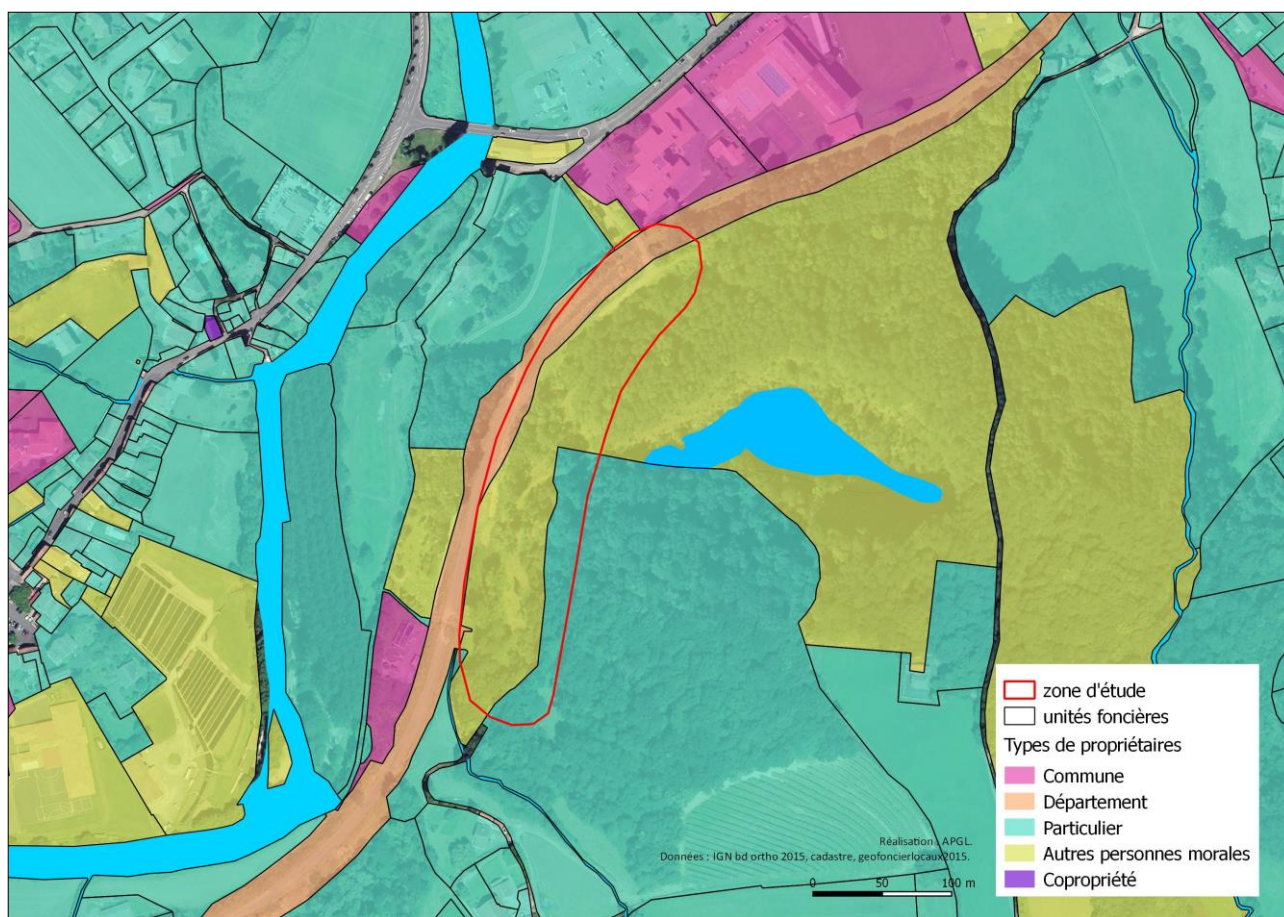 zone d'étude
unités foncières
Types de propriétaires
Commune
Département
Particulier
Autres personnes morales
Copropriété
Réalisation : APGL.
Données : IGN bd ortho 2015, cadastre, geofoncierlocaux2015.
0 50 100 m